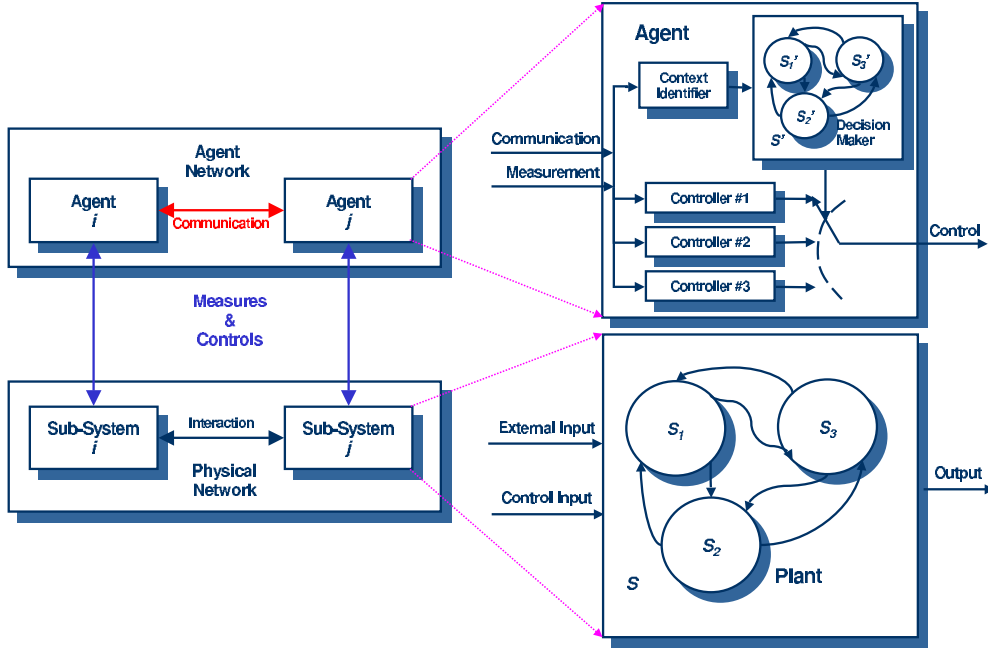 Agent
Network
Agent
i
Agent
j
Communication
Measures
&
Controls
Sub-System
i
Interaction
Sub-System
j
Physical
Network
Agent
Context
Identifier
S1'
S3'
S2'
S'
Decision
Maker
Communication
Measurement
Controller #1
Controller #2
Controller #3
Control
External Input
Control Input
S1
S3
S2
S
Plant
Output